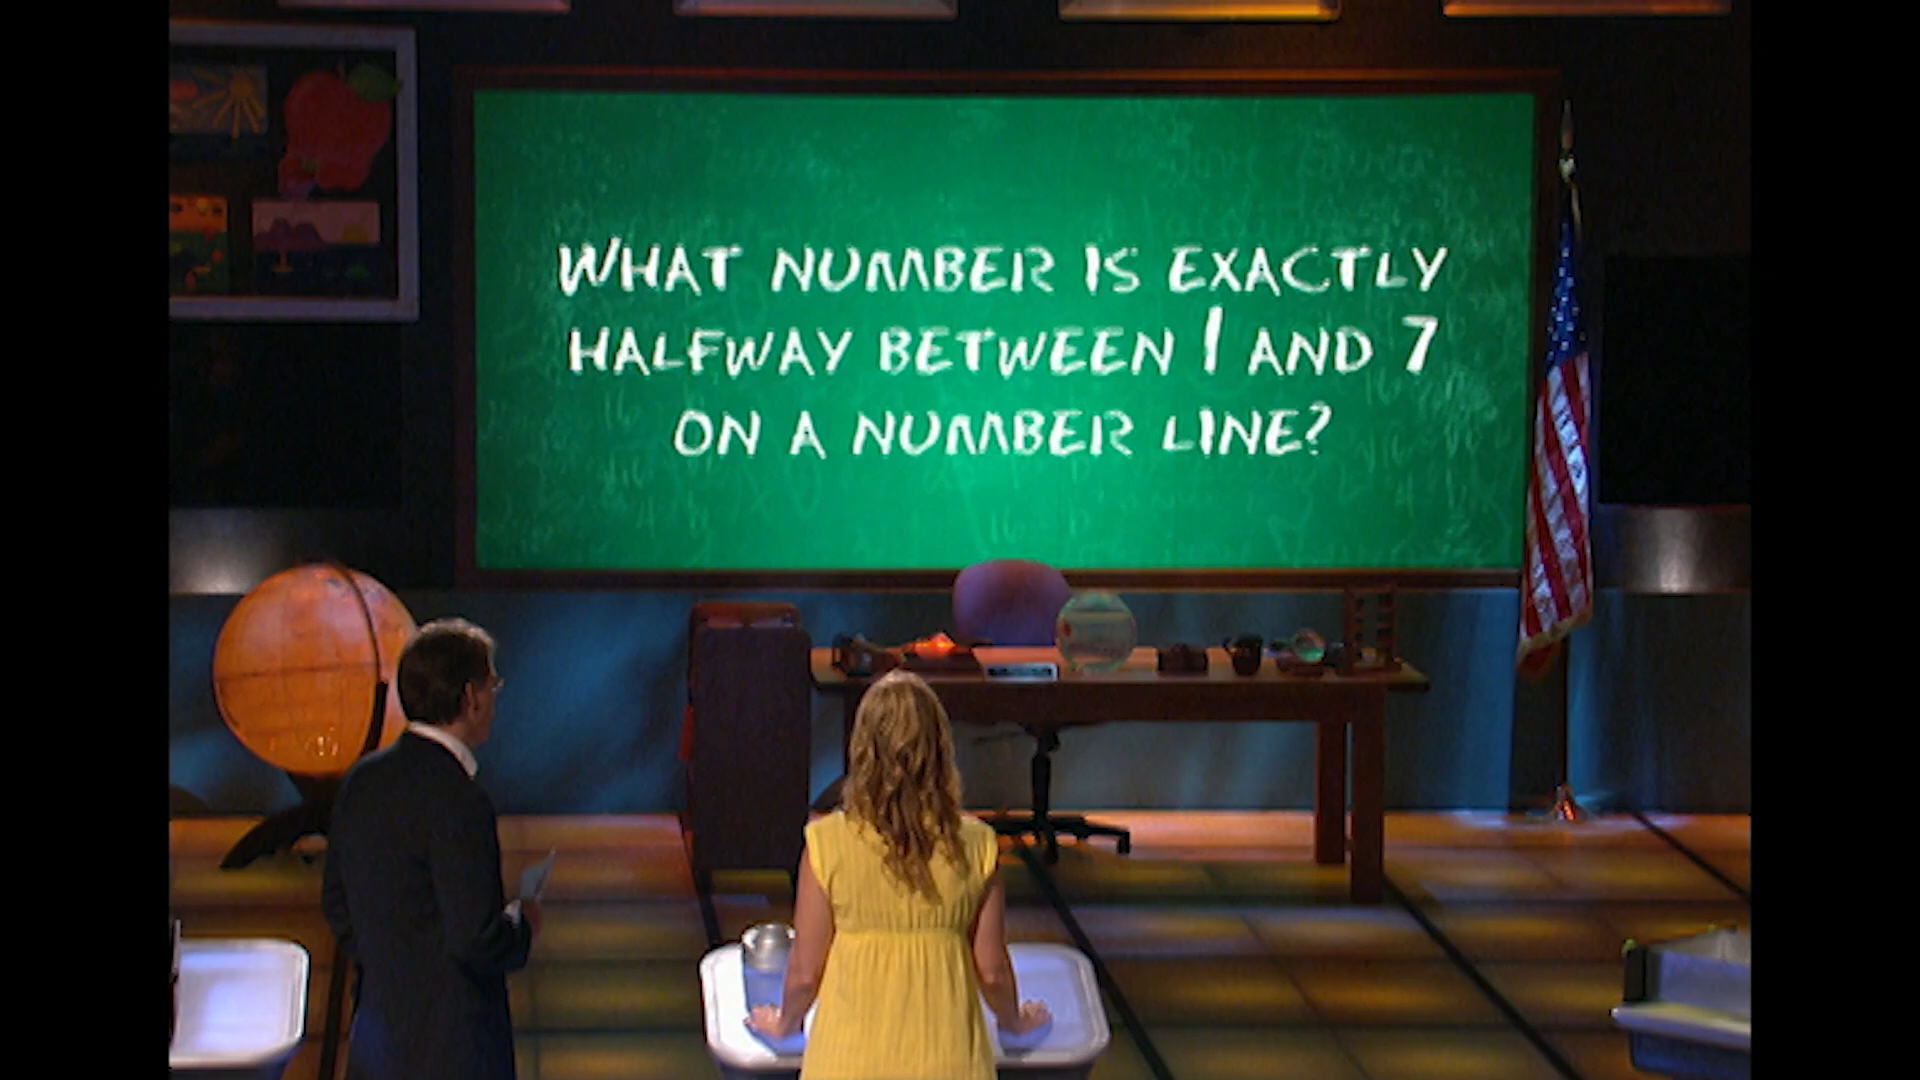 WHAT NUMBER IS EXACTLY
HALFWAY BETWEEN 1 AND 7
ON A NUMBER LINE?